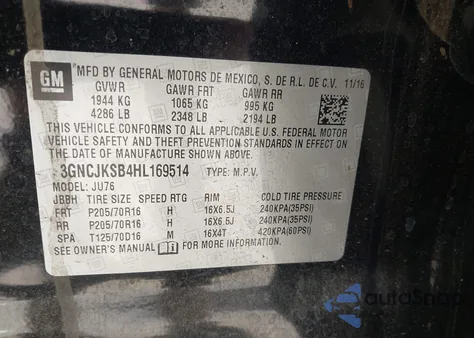 GM MFD BY GENERAL MOTORS DE MEXICO, S. DE R.L. DE C.V. 11/16
GVWR GAWR FRT GAWR RR
1944 KG 1065 KG 995 KG
4286 LB 2348 LB 2194 LB
THIS VEHICLE CONFORMS TO ALL APPLICABLE U.S. FEDERAL MOTOR
VEHICLE SAFETY AND THEFT PREVENTION STANDARDS IN EFFECT ON
THE DATE OF MANUFACTURE SHOWN ABOVE.
3GNCJKSB4HL169514 TYPE: M.P.V.
MODEL: JU76
JBBH TIRE SIZE SPEED RTG RIM COLD TIRE PRESSURE
FRT P205/70R16 H 16X6.5J 240KPA(35PSI)
RR P205/70R16 H 16X6.5J 240KPA(35PSI)
SPA T125/70D16 M 16X4T 420KPA(60PSI)
SEE OWNER'S MANUAL FOR MORE INFORMATION.
autoSnap